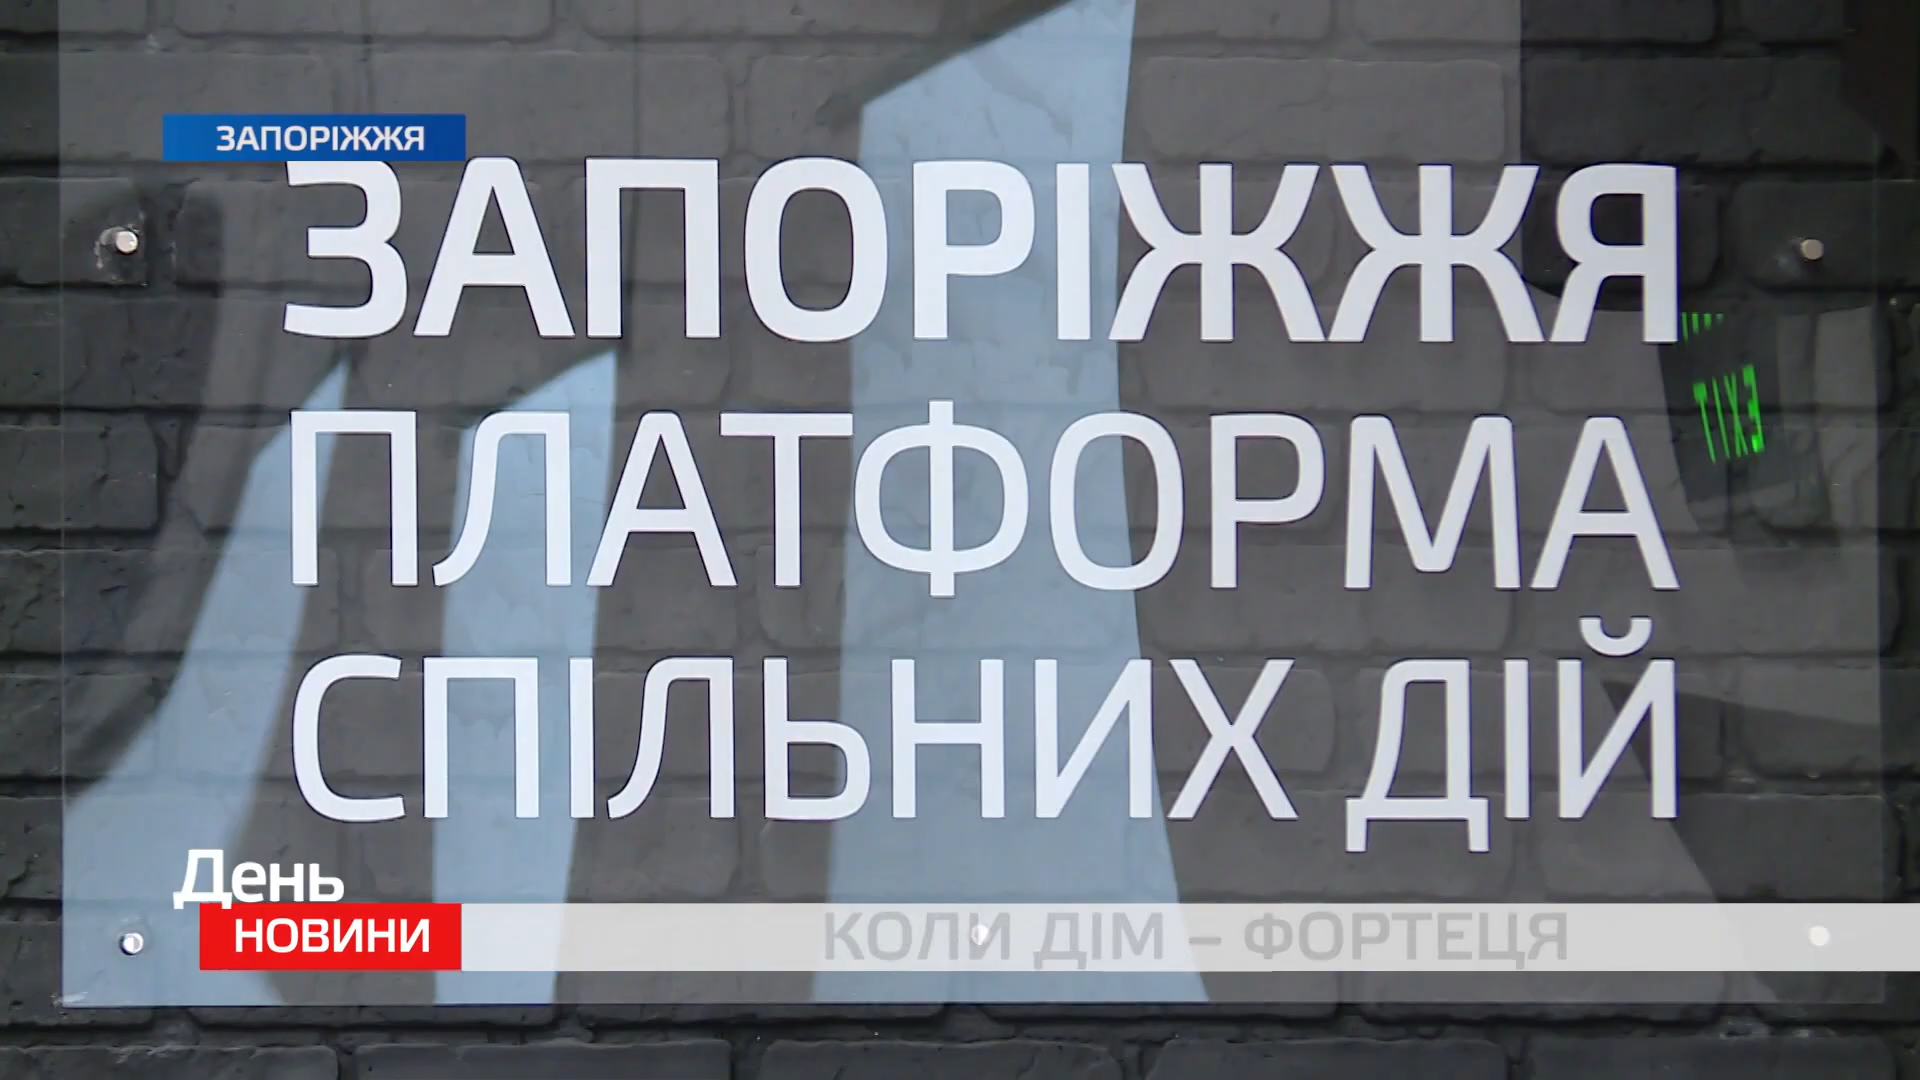 ЗАПОРІЖЖЯ
ЗАПОРІЖЖЯ
ПЛАТФОРМА
СПІЛЬНИХ ДІЙ
EXIT
День
НОВИНИ
КОЛИ ДІМ – ФОРТЕЦЯ